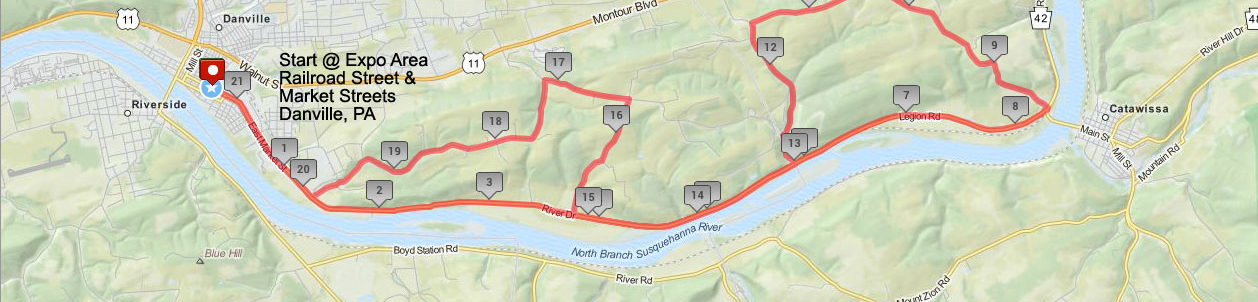 11
Danville
Montour Blvd
42
48
River Hill Dr
Mill St
Walnut S
11
Start @ Expo Area
Railroad Street &
Market Streets
Danville, PA
17
12
9
21
Riverside
7
Legion Rd
8
Catawissa
16
18
Main St
Mill St
Mountain Rd
East Market St
1
19
13
20
2
3
15
14
River Dr
North Branch Susquehanna River
Boyd Station Rd
Blue Hill
River Rd
Mount Zion Rd